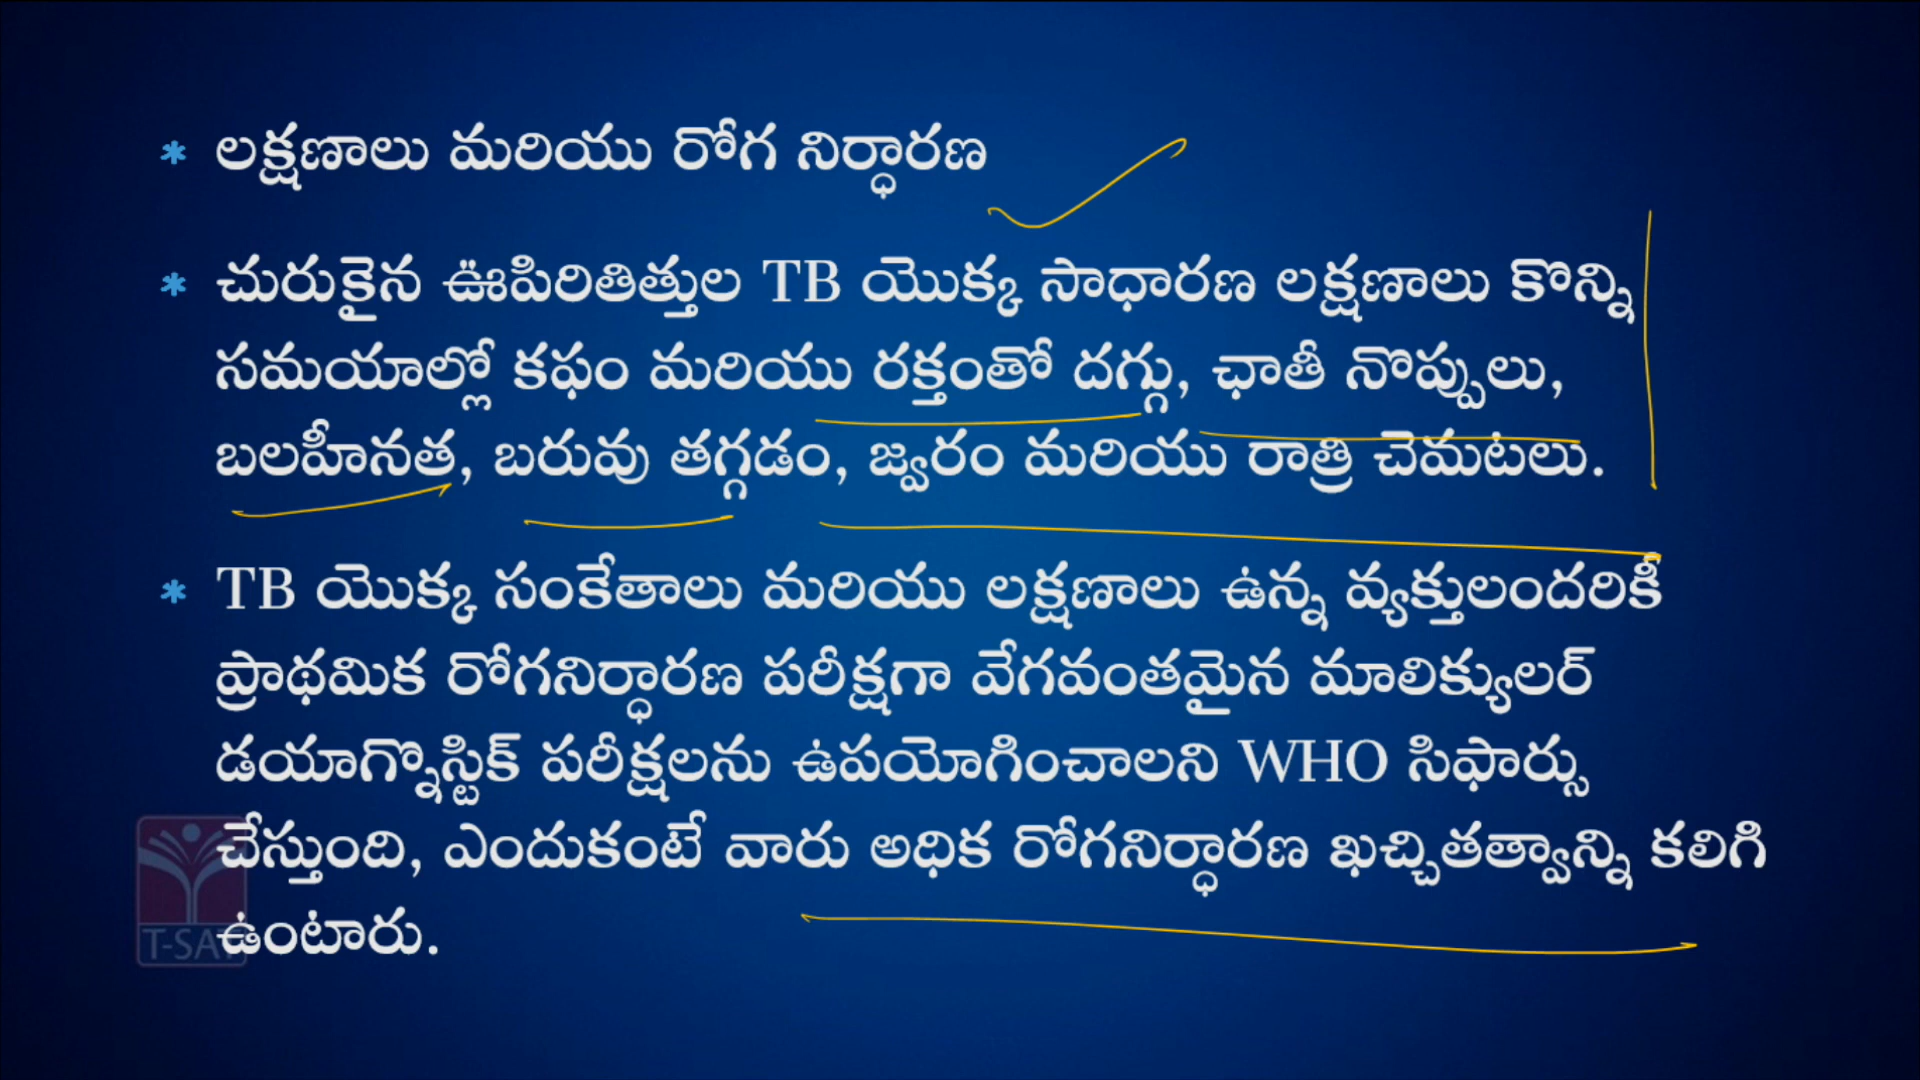 * లక్షణాలు మరియు రోగ నిర్ధారణ
* చురుకైన ఊపిరితిత్తుల TB యొక్క సాధారణ లక్షణాలు కొన్ని
సమయాల్లో కఫం మరియు రక్తంతో దగ్గు, ఛాతీ నొప్పులు,
బలహీనత, బరువు తగ్గడం, జ్వరం మరియు రాత్రి చెమటలు.
* TB యొక్క సంకేతాలు మరియు లక్షణాలు ఉన్న వ్యక్తులందరికీ
ప్రాథమిక రోగనిర్ధారణ పరీక్షగా వేగవంతమైన మాలిక్యులర్
డయాగ్నొస్టిక్ పరీక్షలను ఉపయోగించాలని WHO సిఫార్సు
చేస్తుంది, ఎందుకంటే వారు అధిక రోగనిర్ధారణ ఖచ్చితత్వాన్ని కలిగి
ఉంటారు.
T-SAT